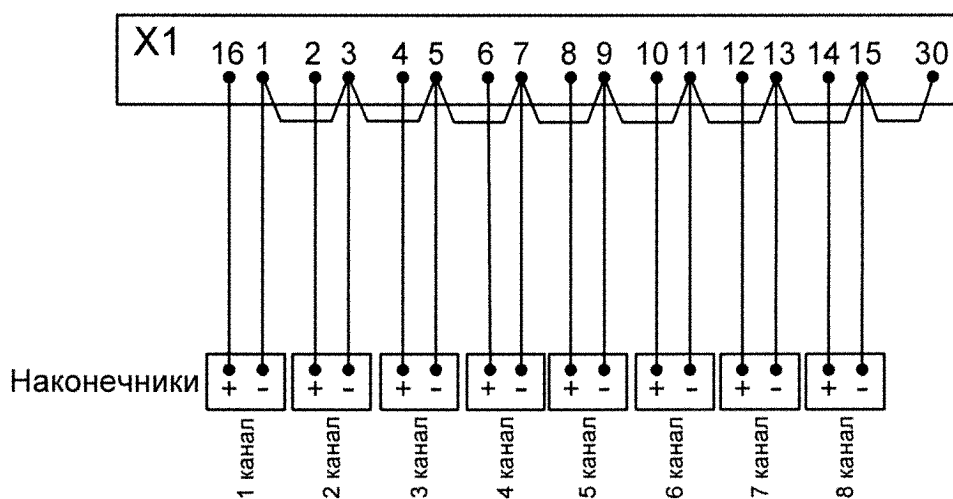 X1
16 1 2 3 4 5 6 7 8 9 10 11 12 13 14 15 30
Наконечники
+ - + - + - + - + - + - + - + -
1 канал
2 канал
3 канал
4 канал
5 канал
6 канал
7 канал
8 канал